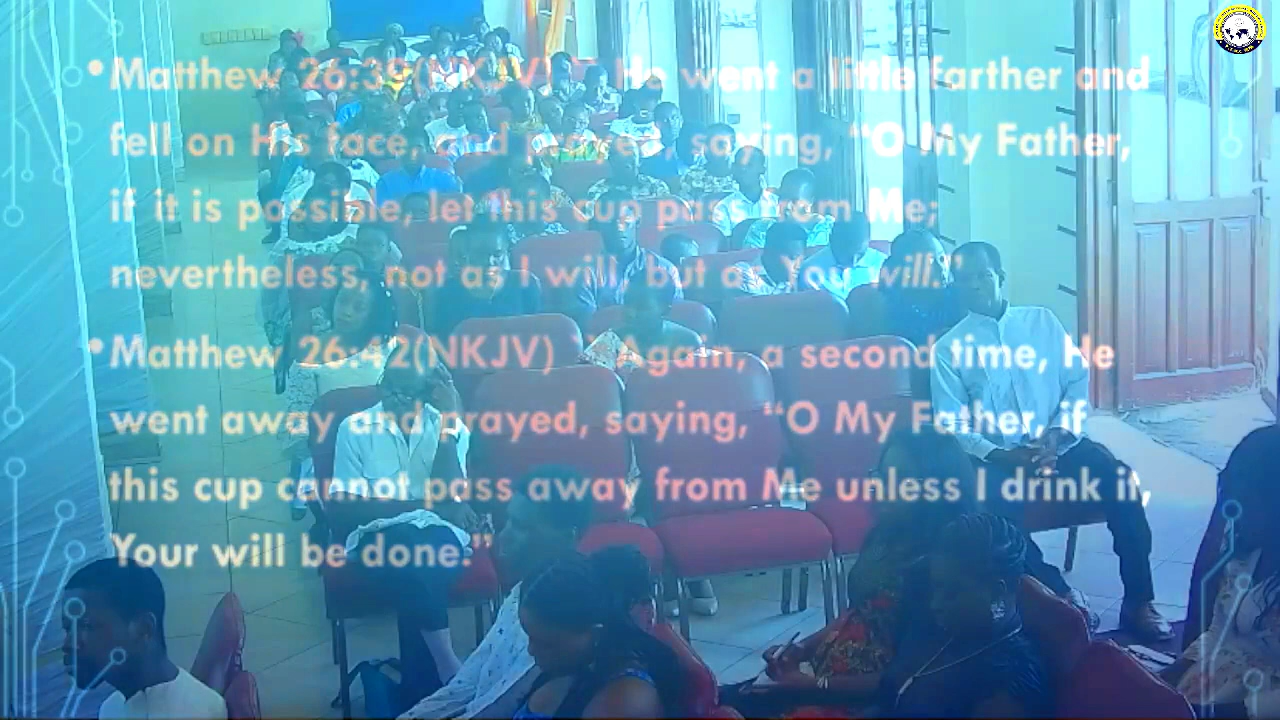 • Matthew 26:39(NKJV) " He went a little farther and
fell on His face, and prayed, saying, “O My Father,
if it is possible, let this cup pass from Me;
nevertheless, not as I will, but as You will.”
• Matthew 26:42(NKJV) " Again, a second time, He
went away and prayed, saying, “O My Father, if
this cup cannot pass away from Me unless I drink it,
Your will be done.”